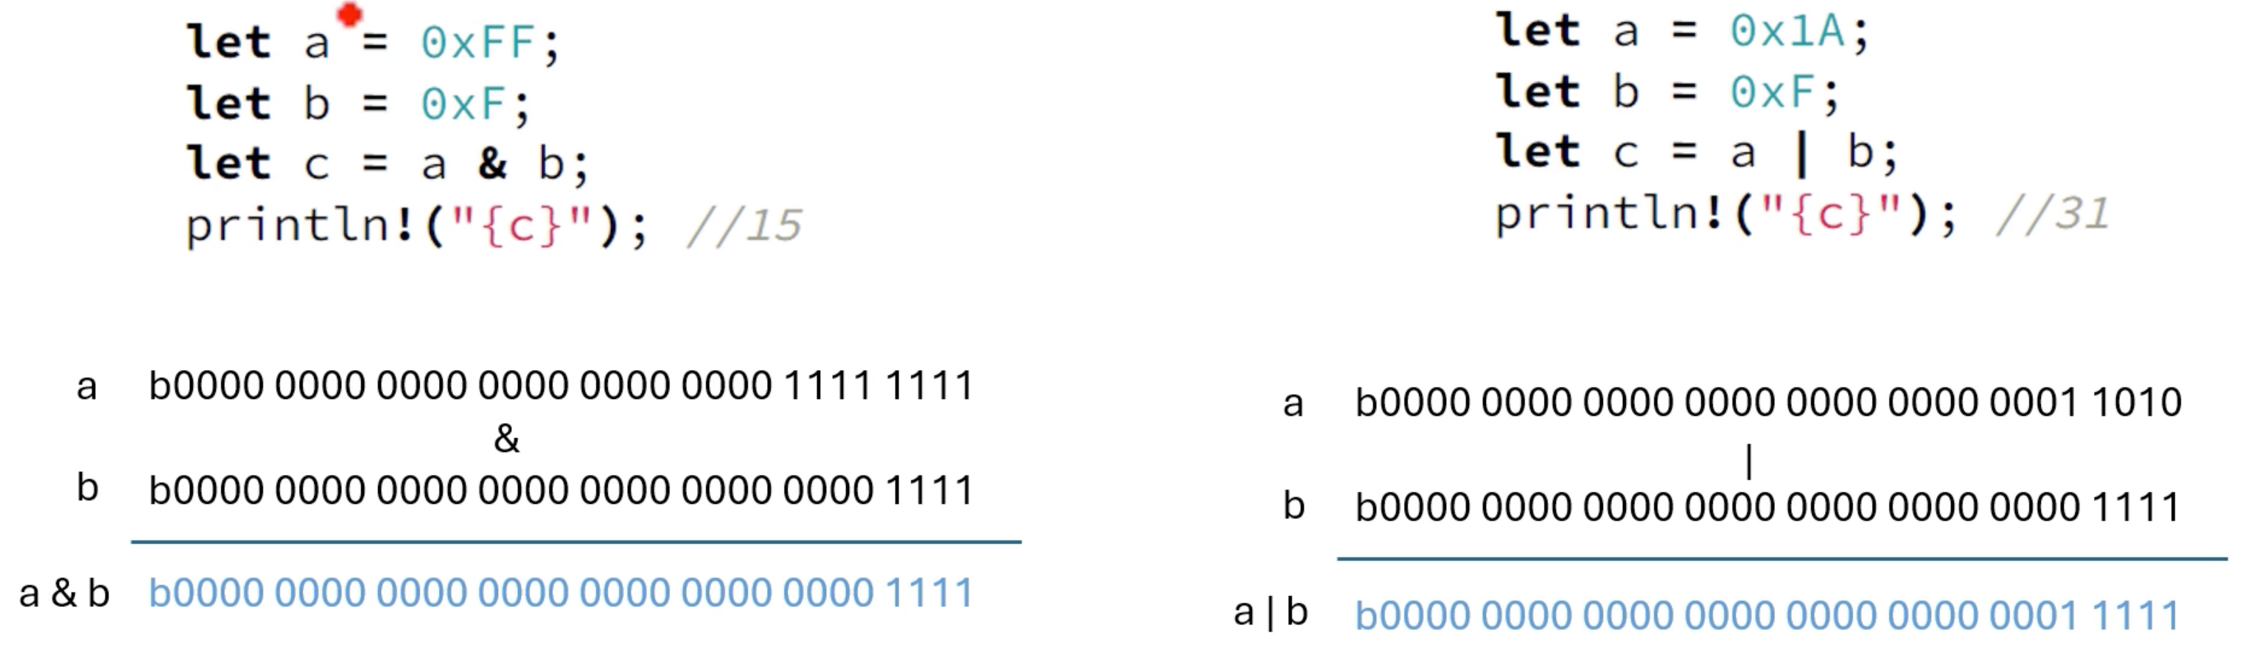 let a = 0xFF;
let b = 0xF;
let c = a & b;
println!("{c}"); //15
a b0000 0000 0000 0000 0000 0000 1111 1111
&
b b0000 0000 0000 0000 0000 0000 0000 1111
a & b b0000 0000 0000 0000 0000 0000 0000 1111
let a = 0x1A;
let b = 0xF;
let c = a | b;
println!("{c}"); //31
a b0000 0000 0000 0000 0000 0000 0001 1010
|
b b0000 0000 0000 0000 0000 0000 0000 1111
a | b b0000 0000 0000 0000 0000 0000 0001 1111